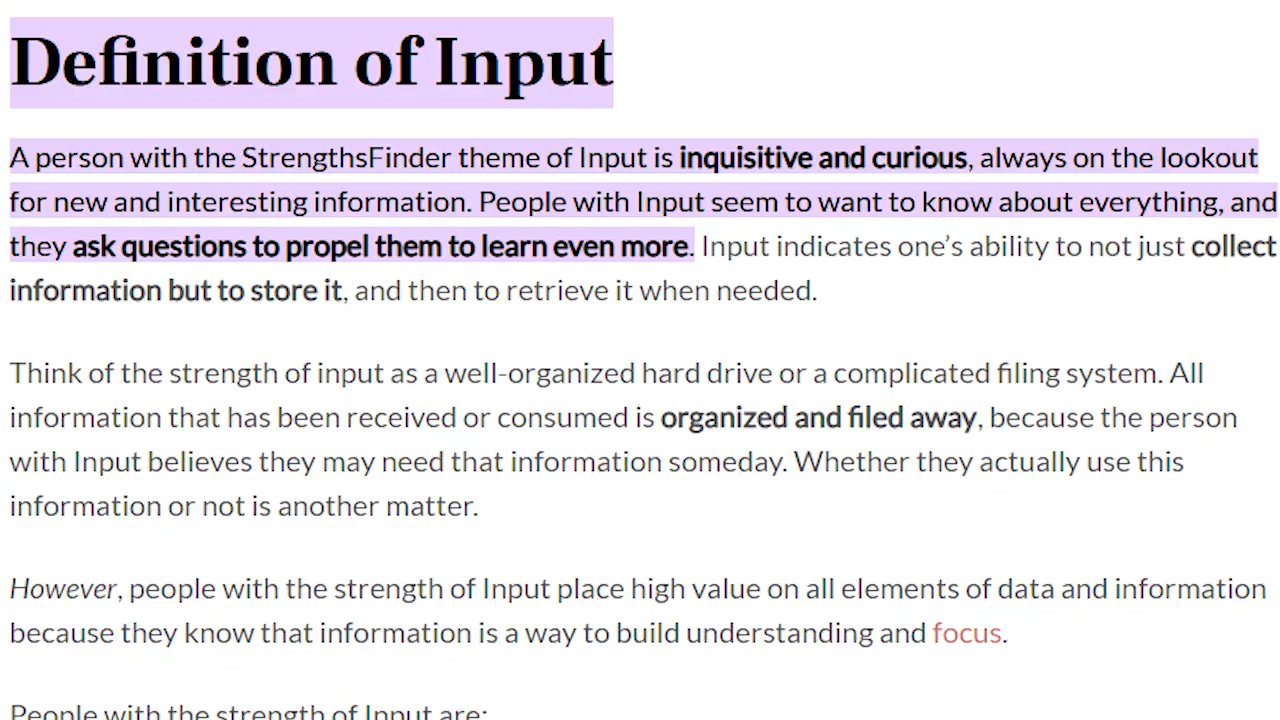 Definition of Input
A person with the StrengthsFinder theme of Input is inquisitive and curious, always on the lookout
for new and interesting information. People with Input seem to want to know about everything, and
they ask questions to propel them to learn even more. Input indicates one’s ability to not just collect
information but to store it, and then to retrieve it when needed.
Think of the strength of input as a well-organized hard drive or a complicated filing system. All
information that has been received or consumed is organized and filed away, because the person
with Input believes they may need that information someday. Whether they actually use this
information or not is another matter.
However, people with the strength of Input place high value on all elements of data and information
because they know that information is a way to build understanding and focus.
People with the strength of Input are: